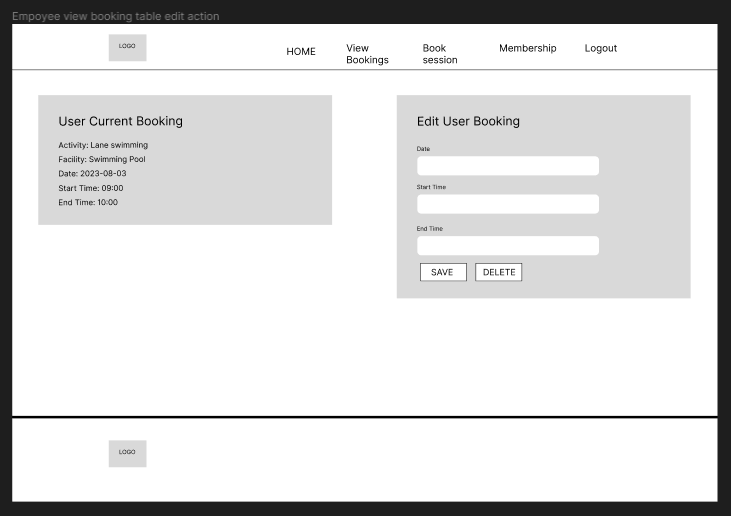 Empoyee view booking table edit action
LOGO
HOME
View
Bookings
Book
session
Membership
Logout
User Current Booking
Activity: Lane swimming
Facility: Swimming Pool
Date: 2023-08-03
Start Time: 09:00
End Time: 10:00
Edit User Booking
Date
Start Time
End Time
SAVE
DELETE
LOGO